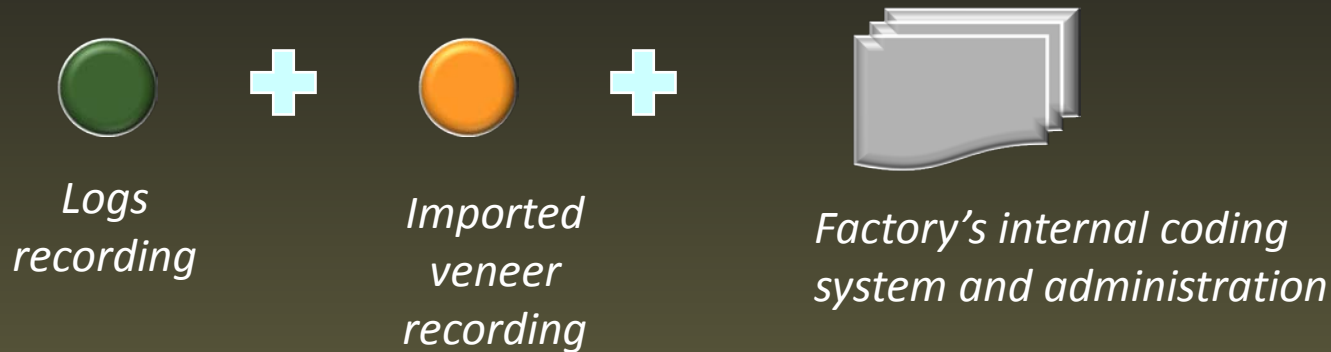 Logs
recording
Imported
veneer
recording
Factory’s internal coding
system and administration